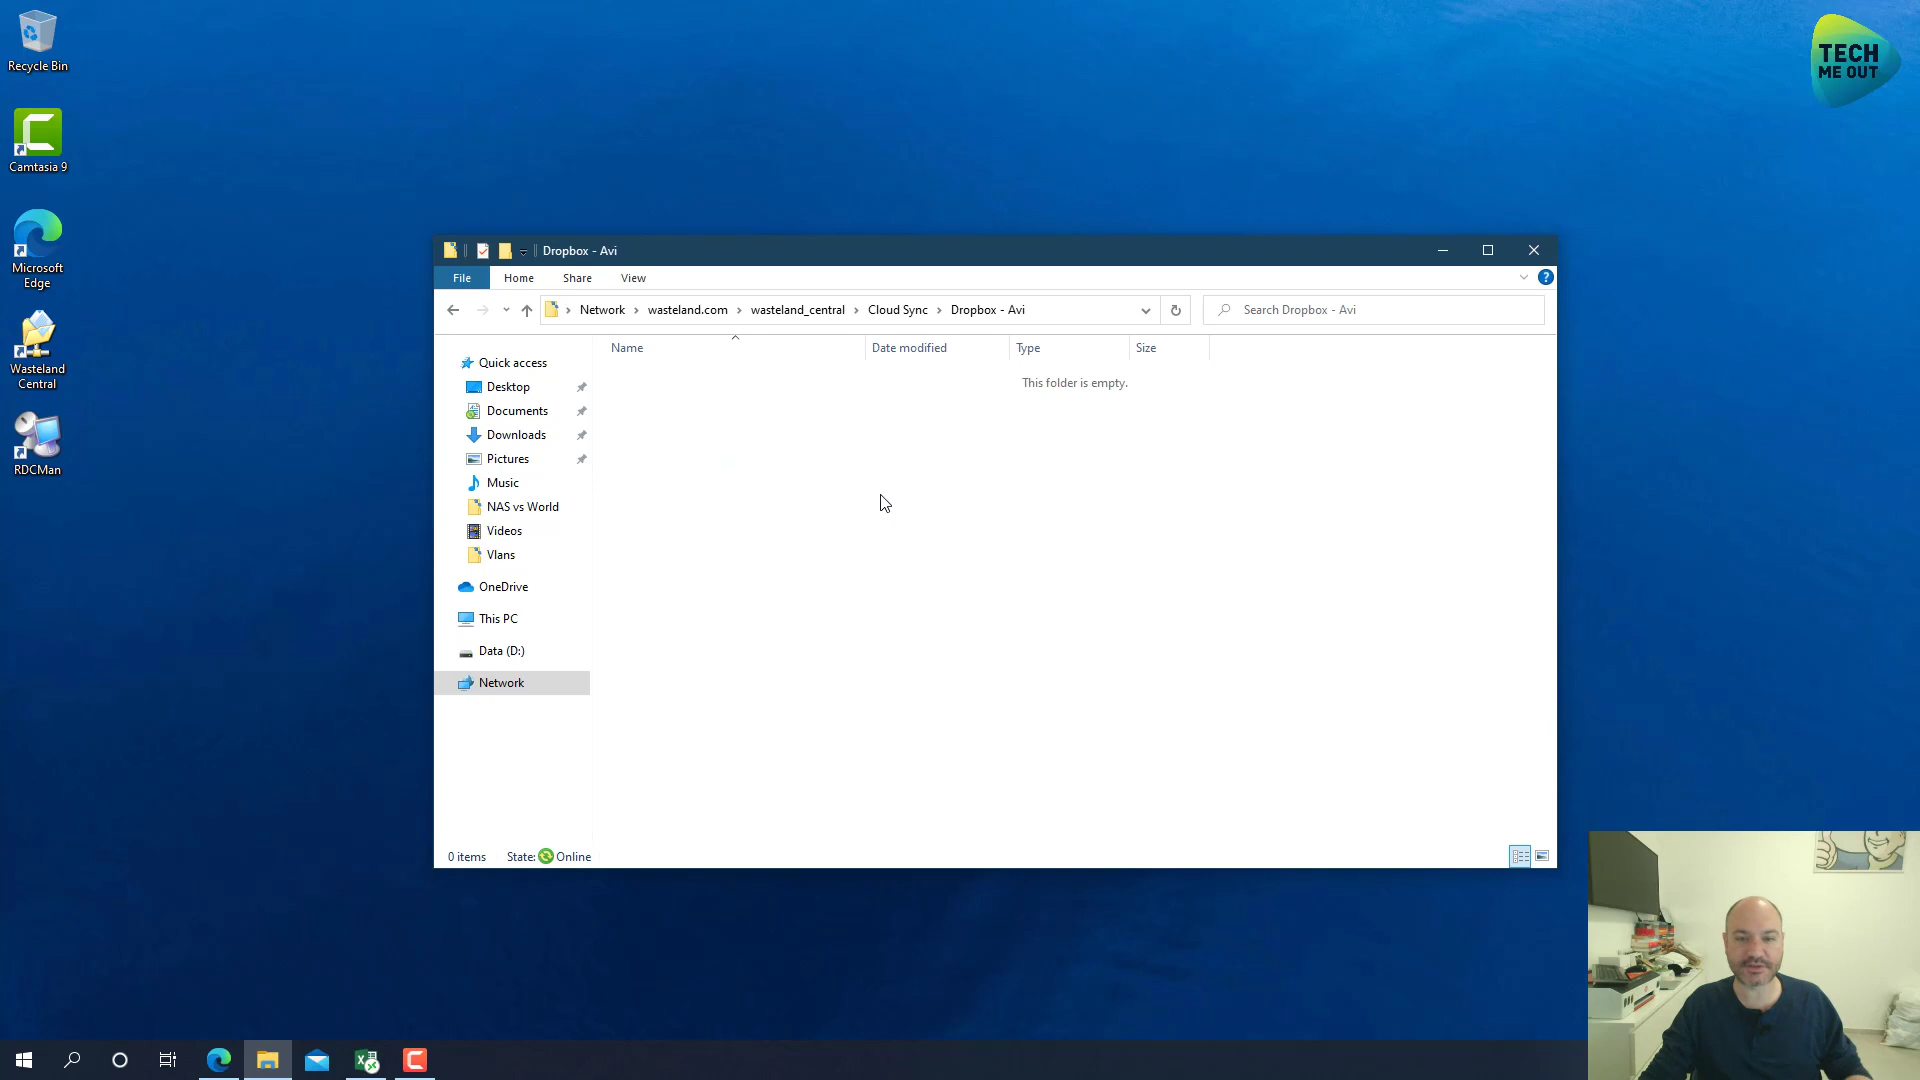 Recycle Bin
Camtasia 9
Microsoft
Edge
Wasteland
Central
RDCMan
TECH
ME OUT
Dropbox - Avi
File
Home
Share
View
?
Network
wasteland.com
wasteland_central
Cloud Sync
Dropbox - Avi
Search Dropbox - Avi
Name
Date modified
Type
Size
This folder is empty.
Quick access
Desktop
Documents
Downloads
Pictures
Music
NAS vs World
Videos
Vlans
OneDrive
This PC
Data (D:)
Network
0 items
State:
Online